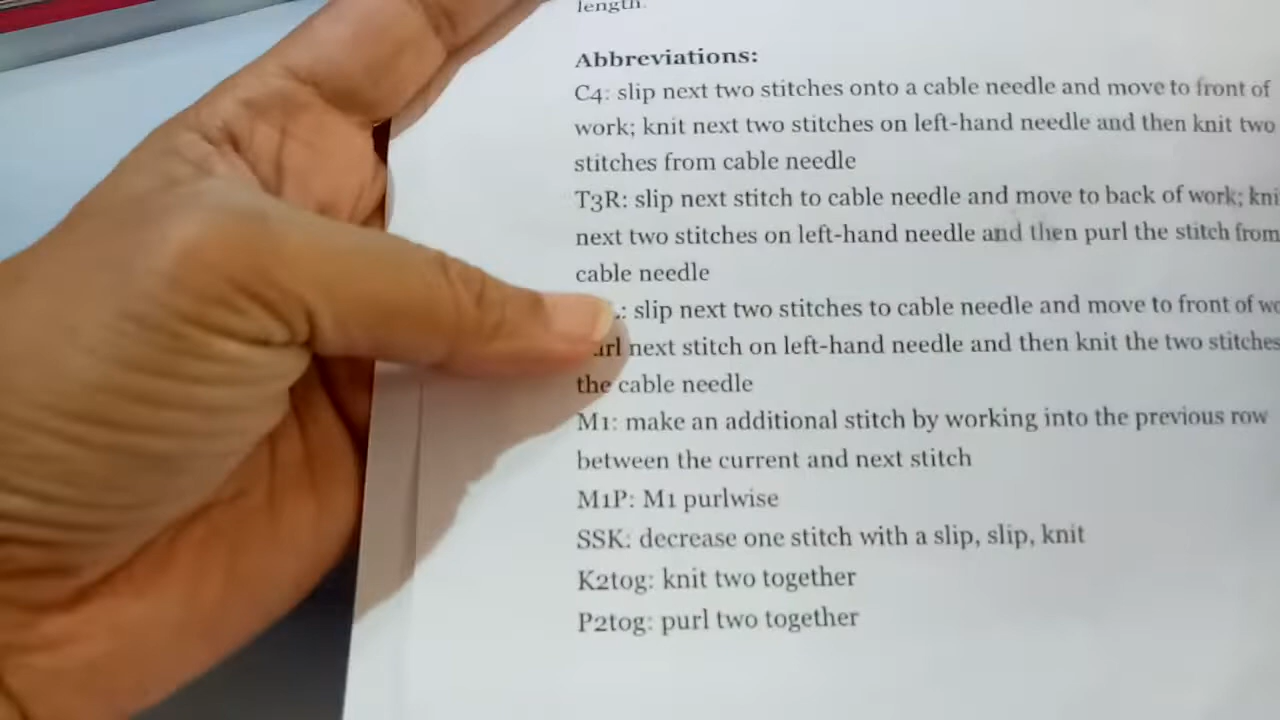 length.
Abbreviations:
C4: slip next two stitches onto a cable needle and move to front of
work; knit next two stitches on left-hand needle and then knit two
stitches from cable needle
T3R: slip next stitch to cable needle and move to back of work; kni
next two stitches on left-hand needle and then purl the stitch from
cable needle
: slip next two stitches to cable needle and move to front of
next stitch on left-hand needle and then knit the two stitches
the cable needle
M1: make an additional stitch by working into the previous row
between the current and next stitch
M1P: M1 purlwise
SSK: decrease one stitch with a slip, slip, knit
K2tog: knit two together
P2tog: purl two together